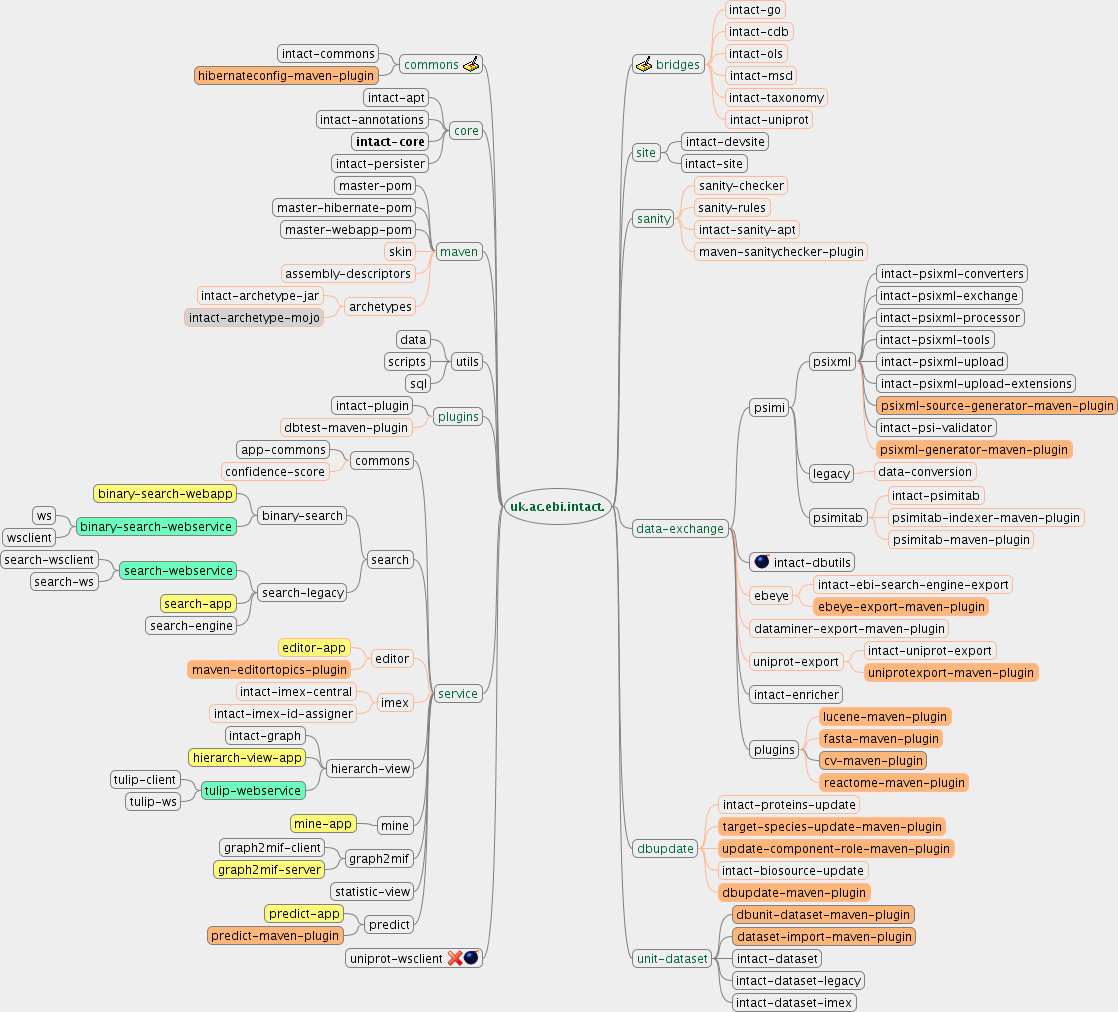 uk.ac.ebi.intact.
commons
intact-commons
hibernateconfig-maven-plugin
core
intact-apt
intact-annotations
intact-core
intact-persister
maven
master-pom
master-hibernate-pom
master-webapp-pom
skin
assembly-descriptors
archetypes
intact-archetype-jar
intact-archetype-mojo
utils
data
scripts
sql
plugins
intact-plugin
dbtest-maven-plugin
service
commons
app-commons
confidence-score
search
binary-search
binary-search-webapp
binary-search-webservice
ws
wsclient
search-legacy
search-webservice
search-wsclient
search-ws
search-app
search-engine
editor
editor-app
maven-editortopics-plugin
imex
intact-imex-central
intact-imex-id-assigner
hierarch-view
intact-graph
hierarch-view-app
tulip-webservice
tulip-client
tulip-ws
mine
mine-app
graph2mif
graph2mif-client
graph2mif-server
statistic-view
predict
predict-app
predict-maven-plugin
uniprot-wsclient
bridges
intact-go
intact-cdb
intact-ols
intact-msd
intact-taxonomy
intact-uniprot
site
intact-devsite
intact-site
sanity
sanity-checker
sanity-rules
intact-sanity-apt
maven-sanitychecker-plugin
data-exchange
psimi
psixml
intact-psixml-converters
intact-psixml-exchange
intact-psixml-processor
intact-psixml-tools
intact-psixml-upload
intact-psixml-upload-extensions
psixml-source-generator-maven-plugin
intact-psi-validator
psixml-generator-maven-plugin
legacy
data-conversion
psimitab
intact-psimitab
psimitab-indexer-maven-plugin
psimitab-maven-plugin
intact-dbutils
ebeye
intact-ebi-search-engine-export
ebeye-export-maven-plugin
dataminer-export-maven-plugin
uniprot-export
intact-uniprot-export
uniprotexport-maven-plugin
intact-enricher
plugins
lucene-maven-plugin
fasta-maven-plugin
cv-maven-plugin
reactome-maven-plugin
dbupdate
intact-proteins-update
target-species-update-maven-plugin
update-component-role-maven-plugin
intact-biosource-update
dbupdate-maven-plugin
unit-dataset
dbunit-dataset-maven-plugin
dataset-import-maven-plugin
intact-dataset
intact-dataset-legacy
intact-dataset-imex